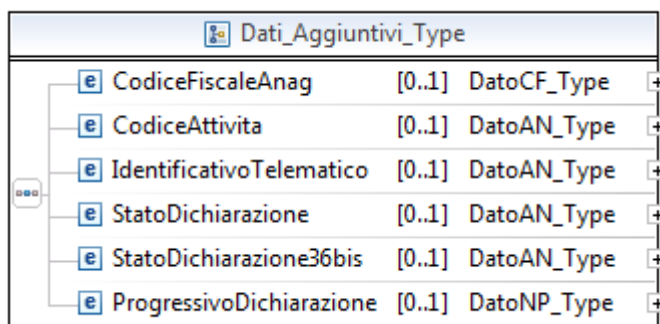 Dati_Aggiuntivi_Type
e CodiceFiscaleAnag [0..1] DatoCF_Type
e CodiceAttivita [0..1] DatoAN_Type
e IdentificativoTelematico [0..1] DatoAN_Type
e StatoDichiarazione [0..1] DatoAN_Type
e StatoDichiarazione36bis [0..1] DatoAN_Type
e ProgressivoDichiarazione [0..1] DatoNP_Type